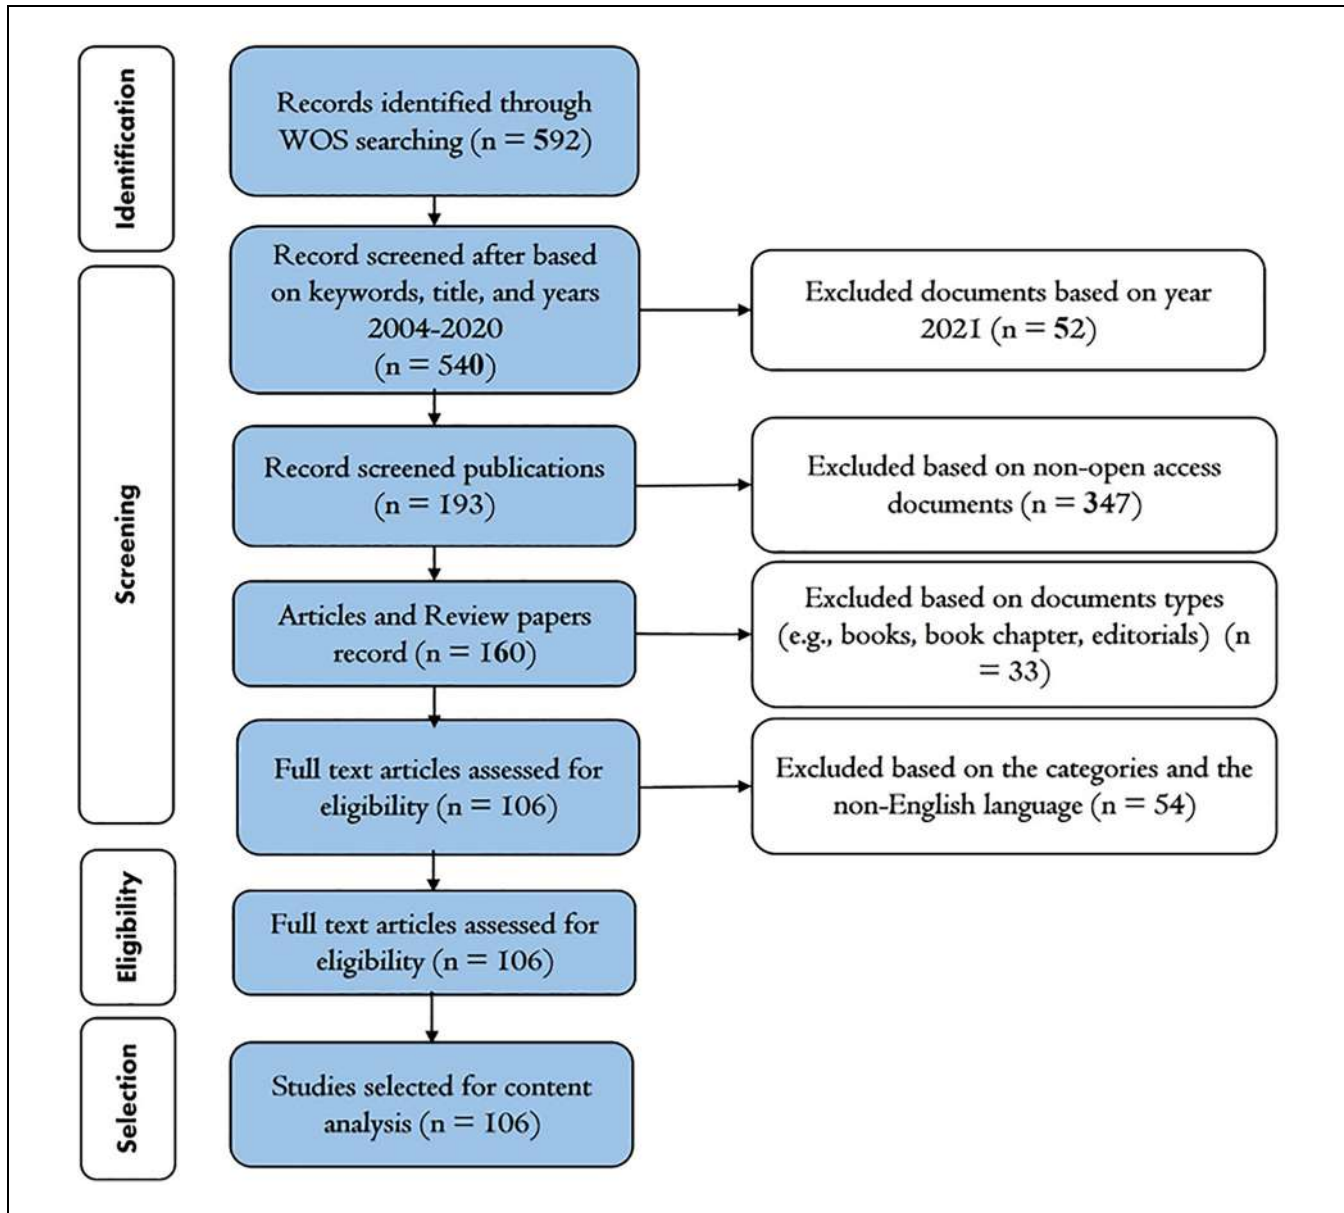 Identification
Records identified through
WOS searching (n = 592)
Record screened after based
on keywords, title, and years
2004-2020
(n = 540)
Excluded documents based on year
2021 (n = 52)
Screening
Record screened publications
(n = 193)
Excluded based on non-open access
documents (n = 347)
Articles and Review papers
record (n = 160)
Excluded based on documents types
(e.g., books, book chapter, editorials) (n
= 33)
Full text articles assessed for
eligibility (n = 106)
Excluded based on the categories and the
non-English language (n = 54)
Eligibility
Full text articles assessed for
eligibility (n = 106)
Selection
Studies selected for content
analysis (n = 106)